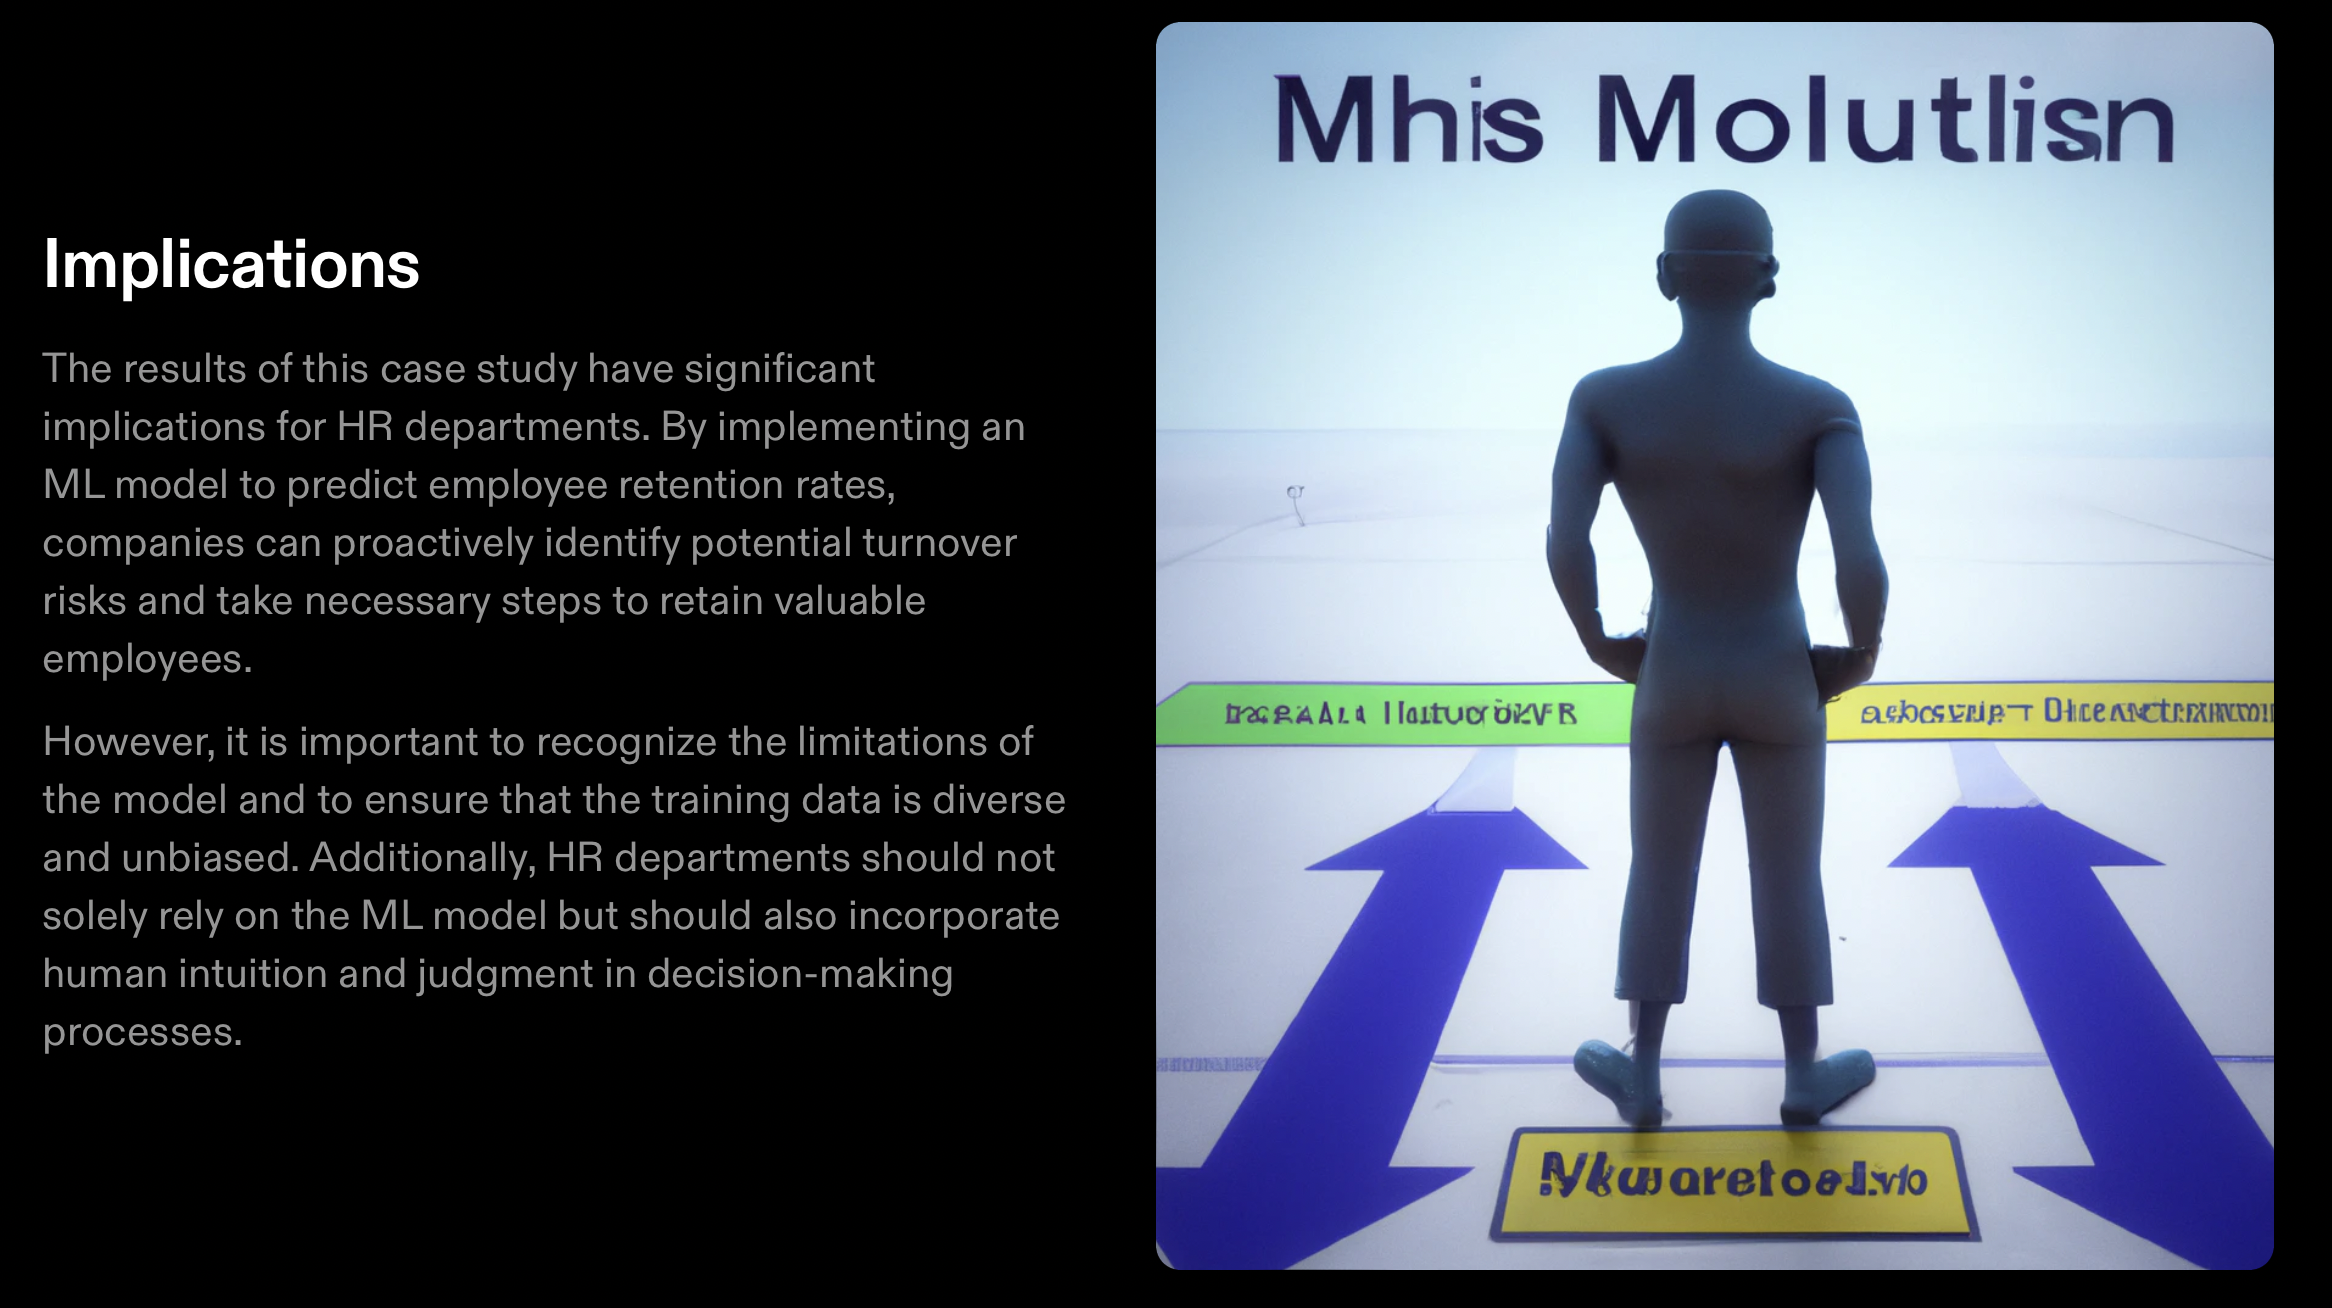 Implications
The results of this case study have significant
implications for HR departments. By implementing an
ML model to predict employee retention rates,
companies can proactively identify potential turnover
risks and take necessary steps to retain valuable
employees.
However, it is important to recognize the limitations of
the model and to ensure that the training data is diverse
and unbiased. Additionally, HR departments should not
solely rely on the ML model but should also incorporate
human intuition and judgment in decision-making
processes.
Mhis Molutlisn